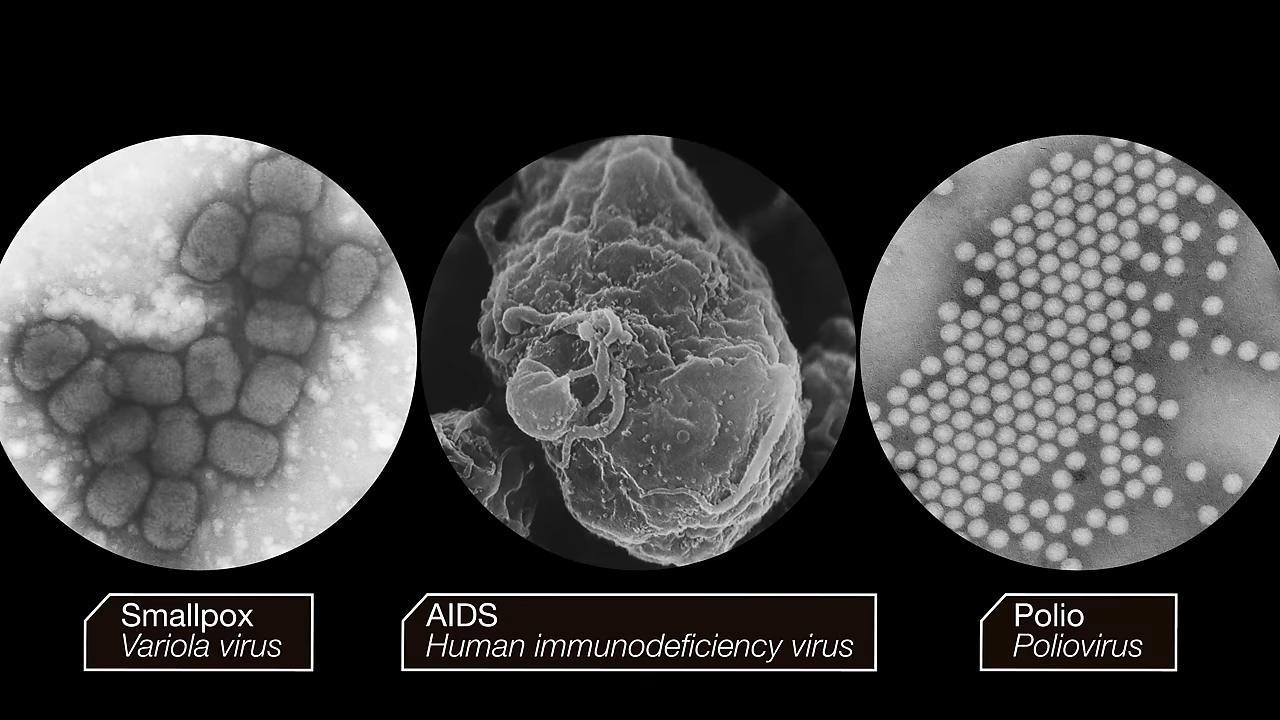 Smallpox
Variola virus
AIDS
Human immunodeficiency virus
Polio
Poliovirus